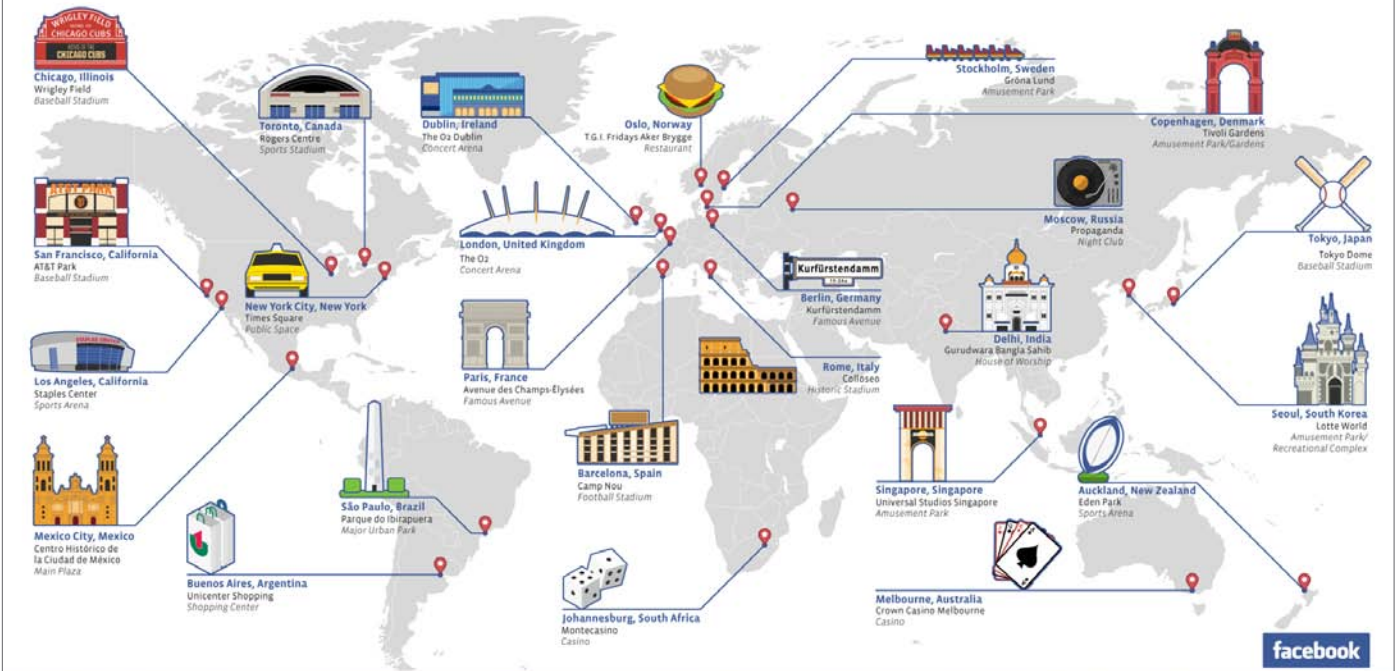 WRIGLEY FIELD
HOME OF
CHICAGO CUBS
CHICAGO CUBS
Chicago, Illinois
Wrigley Field
Baseball Stadium
Toronto, Canada
Rogers Centre
Sports Stadium
Dublin, Ireland
The O2 Dublin
Concert Arena
Oslo, Norway
T.G.I. Fridays Aker Brygge
Restaurant
Stockholm, Sweden
Gröna Lund
Amusement Park
Copenhagen, Denmark
Tivoli Gardens
Amusement Park/Gardens
AT&T PARK
San Francisco, California
AT&T Park
Baseball Stadium
New York City, New York
Times Square
Public Space
London, United Kingdom
The O2
Concert Arena
Moscow, Russia
Propaganda
Night Club
Tokyo, Japan
Tokyo Dome
Baseball Stadium
Kurfürstendamm
Berlin, Germany
Kurfürstendamm
Famous Avenue
Delhi, India
Gurudwara Bangla Sahib
House of Worship
STAPLES CENTER
Los Angeles, California
Staples Center
Sports Arena
Paris, France
Avenue des Champs-Élysées
Famous Avenue
Rome, Italy
Colloseo
Historic Stadium
Seoul, South Korea
Lotte World
Amusement Park/
Recreational Complex
Mexico City, Mexico
Centro Histórico de
la Ciudad de México
Main Plaza
São Paulo, Brazil
Parque do Ibirapuera
Major Urban Park
Barcelona, Spain
Camp Nou
Football Stadium
Singapore, Singapore
Universal Studios Singapore
Amusement Park
Auckland, New Zealand
Eden Park
Sports Arena
Buenos Aires, Argentina
Unicenter Shopping
Shopping Center
Johannesburg, South Africa
Montecasino
Casino
Melbourne, Australia
Crown Casino Melbourne
Casino
facebook